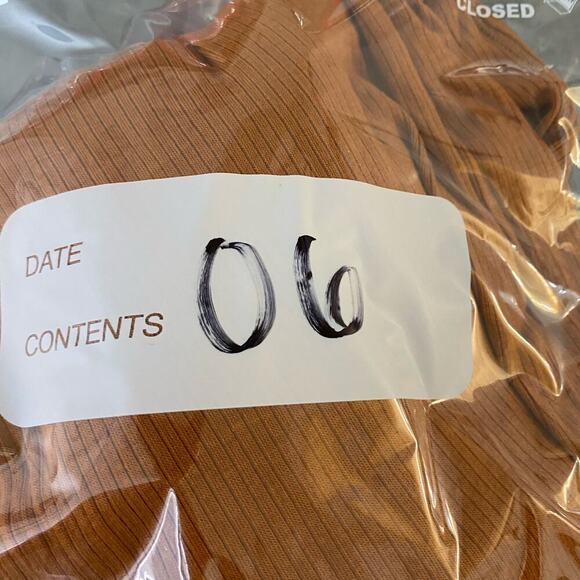 CLOSED
DATE
06
CONTENTS